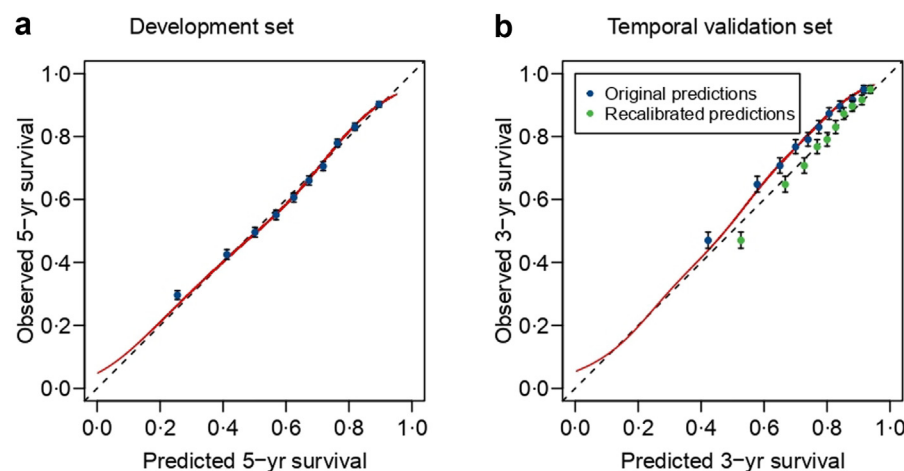 a
Development set
Observed 5-yr survival
1·0
0·8
0·6
0·4
0·2
0·0
0·0 0·2 0·4 0·6 0·8 1·0
Predicted 5-yr survival
b
Temporal validation set
Original predictions
Recalibrated predictions
Observed 3-yr survival
1·0
0·8
0·6
0·4
0·2
0·0
0·0 0·2 0·4 0·6 0·8 1·0
Predicted 3-yr survival